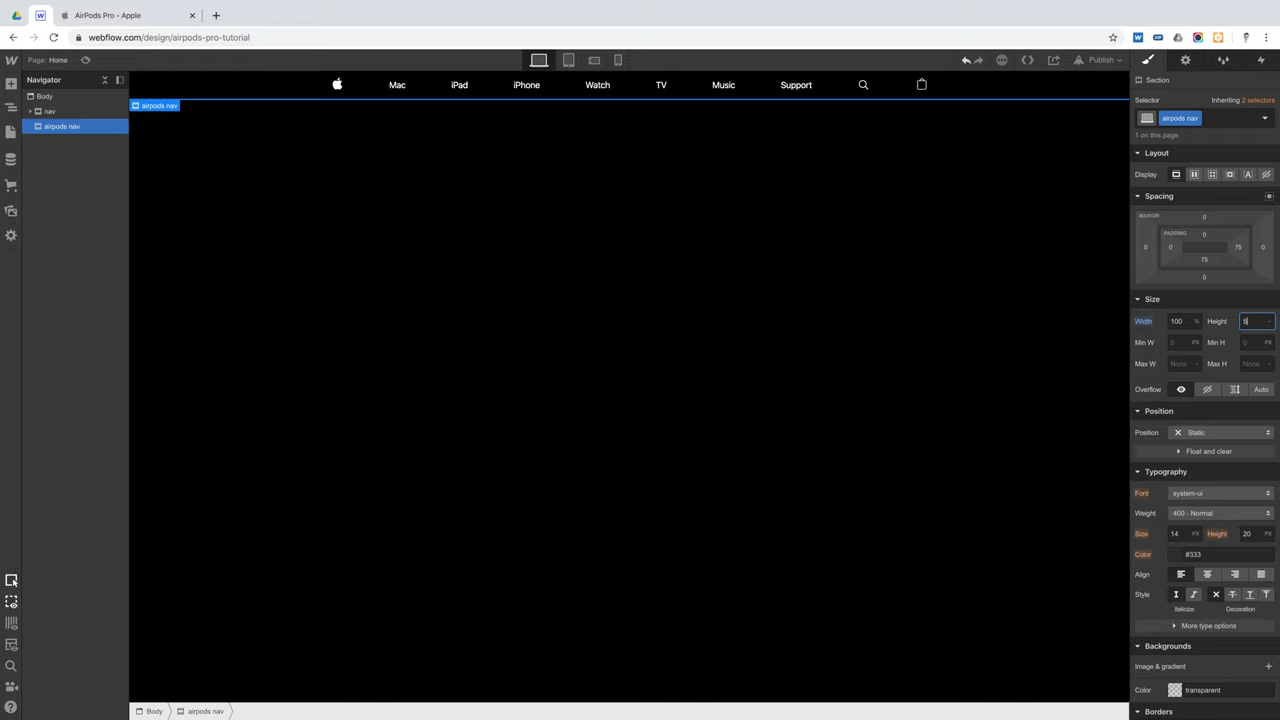 AirPods Pro - Apple
webflow.com/design/airpods-pro-tutorial
Page: Home
Publish
Navigator
Body
nav
airpods nav
Mac
iPad
iPhone
Watch
TV
Music
Support
airpods nav
Section
Selector
Inheriting 2 selectors
airpods nav
1 on this page
Layout
Display
Spacing
MARGIN
0
PADDING
0
0
0
75
0
75
0
Size
Width 100 % Height 5 -
Min W 0 PX Min H 0 PX
Max W None - Max H None -
Overflow Auto
Position
Position Static
Float and clear
Typography
Font system-ui
Weight 400 - Normal
Size 14 PX Height 20 PX
Color #333
Align
Style
Italicize Decoration
More type options
Backgrounds
Image & gradient
Color transparent
Borders
Body airpods nav